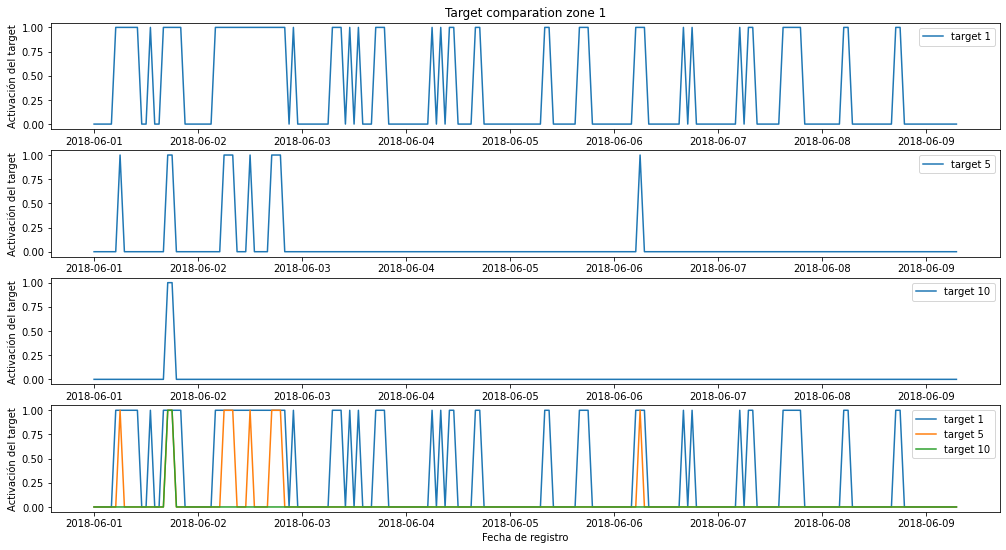 Target comparation zone 1
Activación del target
1.00
0.75
0.50
0.25
0.00
target 1
2018-06-01 2018-06-02 2018-06-03 2018-06-04 2018-06-05 2018-06-06 2018-06-07 2018-06-08 2018-06-09
Activación del target
1.00
0.75
0.50
0.25
0.00
target 5
2018-06-01 2018-06-02 2018-06-03 2018-06-04 2018-06-05 2018-06-06 2018-06-07 2018-06-08 2018-06-09
Activación del target
1.00
0.75
0.50
0.25
0.00
target 10
2018-06-01 2018-06-02 2018-06-03 2018-06-04 2018-06-05 2018-06-06 2018-06-07 2018-06-08 2018-06-09
Activación del target
1.00
0.75
0.50
0.25
0.00
target 1
target 5
target 10
2018-06-01 2018-06-02 2018-06-03 2018-06-04 2018-06-05 2018-06-06 2018-06-07 2018-06-08 2018-06-09
Fecha de registro